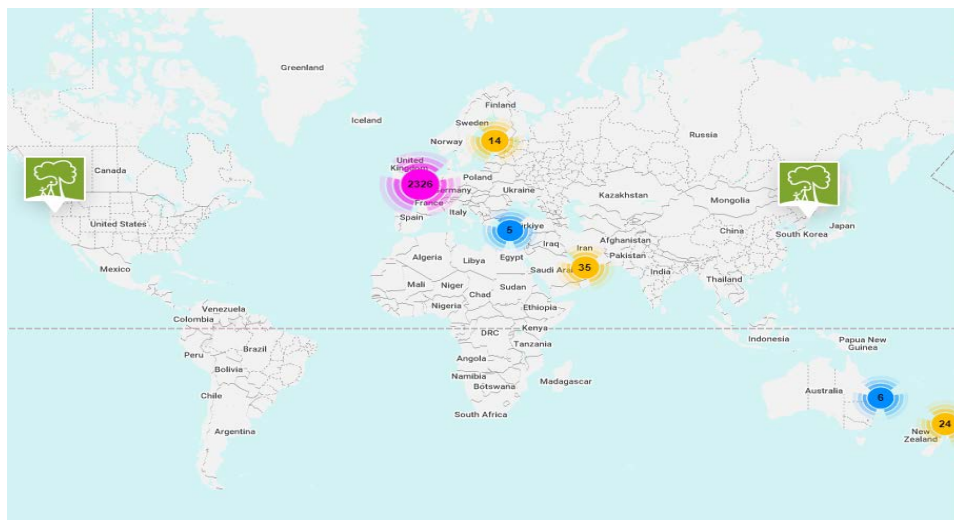 Greenland
Finland
Iceland
Sweden
Norway
14
Russia
United
Kingdom
Canada
2326
Poland
ermany
Ukraine
Kazakhstan
Mongolia
France
Spain
Italy
United States
5
rkiye
Japan
South Korea
China
Afghanistan
Iraq
Iran
Pakistan
Algeria
Libya
Egypt
Mexico
Saudi Ara
35
India
Thailand
Mali
Niger
Chad
Sudan
Nigeria
Ethiopia
Venezuela
Colombia
DRC
Kenya
Tanzania
Indonesia
Papua New
Guinea
Peru
Brazil
Bolivia
Angola
Namibia
Botswana
Madagascar
Chile
Australia
6
South Africa
Argentina
24
New
Zealand